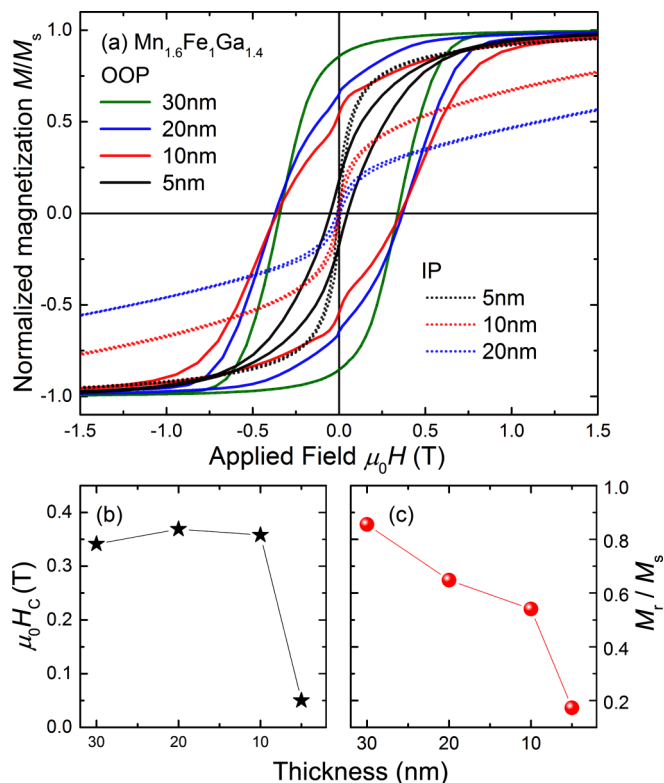 (a) Mn1.6Fe1Ga1.4
OOP
30nm
20nm
10nm
5nm
IP
5nm
10nm
20nm
Normalized magnetization M/Ms
1.0
0.5
0.0
-0.5
-1.0
-1.5 -1.0 -0.5 0.0 0.5 1.0 1.5
Applied Field μ0H (T)
(b)
μ0HC (T)
0.4
0.3
0.2
0.1
0.0
30 20 10
(c)
Mr / Ms
1.0
0.8
0.6
0.4
0.2
30 20 10
Thickness (nm)